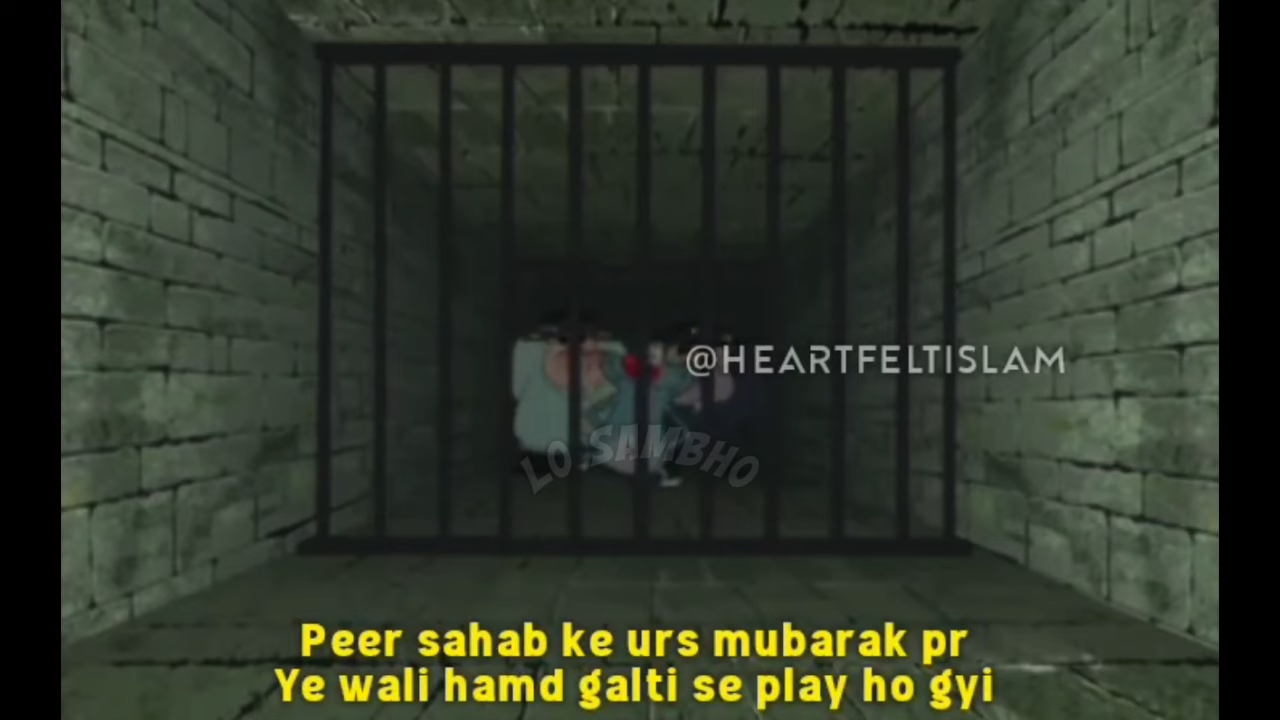 @HEARTFELTISLAM
LO SAMBHO
Peer sahab ke urs mubarak pr
Ye wali hamd galti se play ho gyi